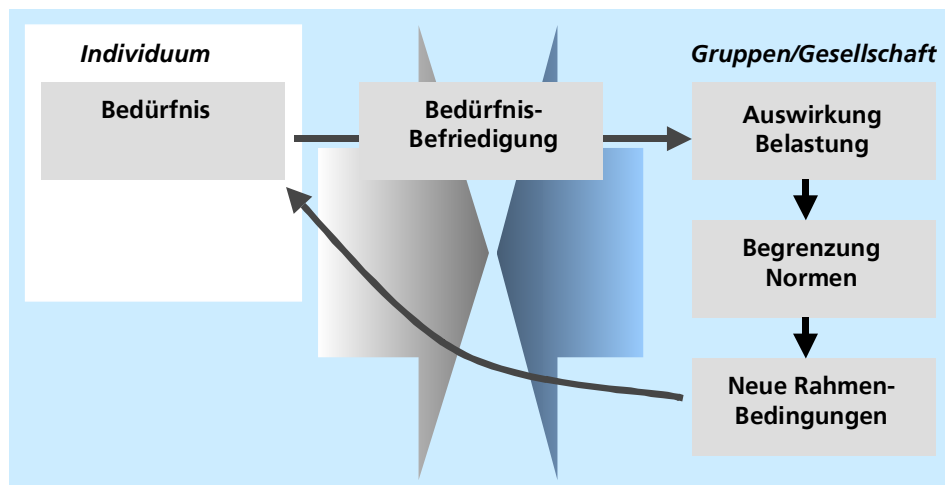 Individuum
Gruppen/Gesellschaft
Bedürfnis
Bedürfnis-
Befriedigung
Auswirkung
Belastung
Begrenzung
Normen
Neue Rahmen-
Bedingungen